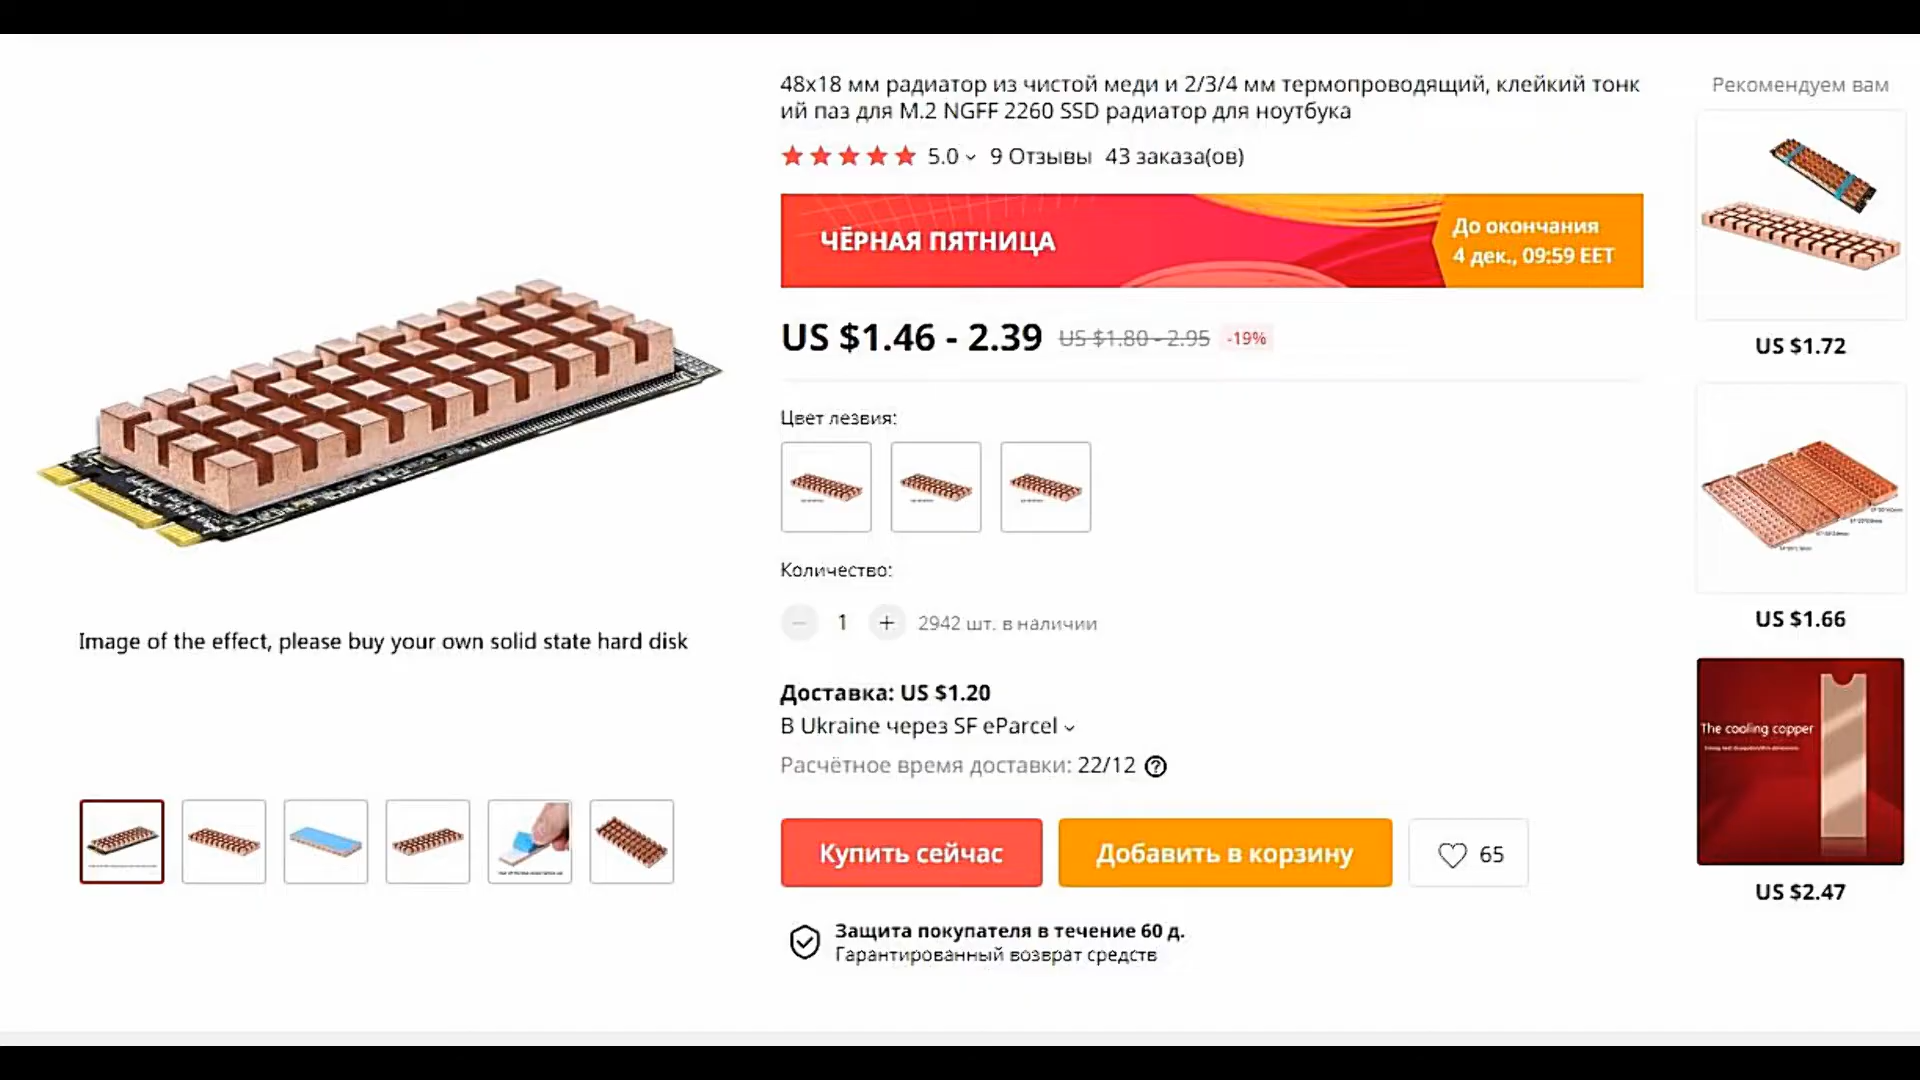 48x18 мм радиатор из чистой меди и 2/3/4 мм термопроводящий, клейкий тонк
ий паз для M.2 NGFF 2260 SSD радиатор для ноутбука
5.0 9 Отзывы 43 заказа(ов)
ЧЁРНАЯ ПЯТНИЦА
До окончания
4 дек., 09:59 EET
US $1.46 - 2.39 US $1.80 - 2.95 -19%
Цвет лезвия:
Количество:
1 2942 шт. в наличии
Доставка: US $1.20
В Ukraine через SF eParcel
Расчётное время доставки: 22/12
Купить сейчас
Добавить в корзину
65
Защита покупателя в течение 60 д.
Гарантированный возврат средств
Image of the effect, please buy your own solid state hard disk
Рекомендуем вам
US $1.72
US $1.66
The cooling copper
US $2.47